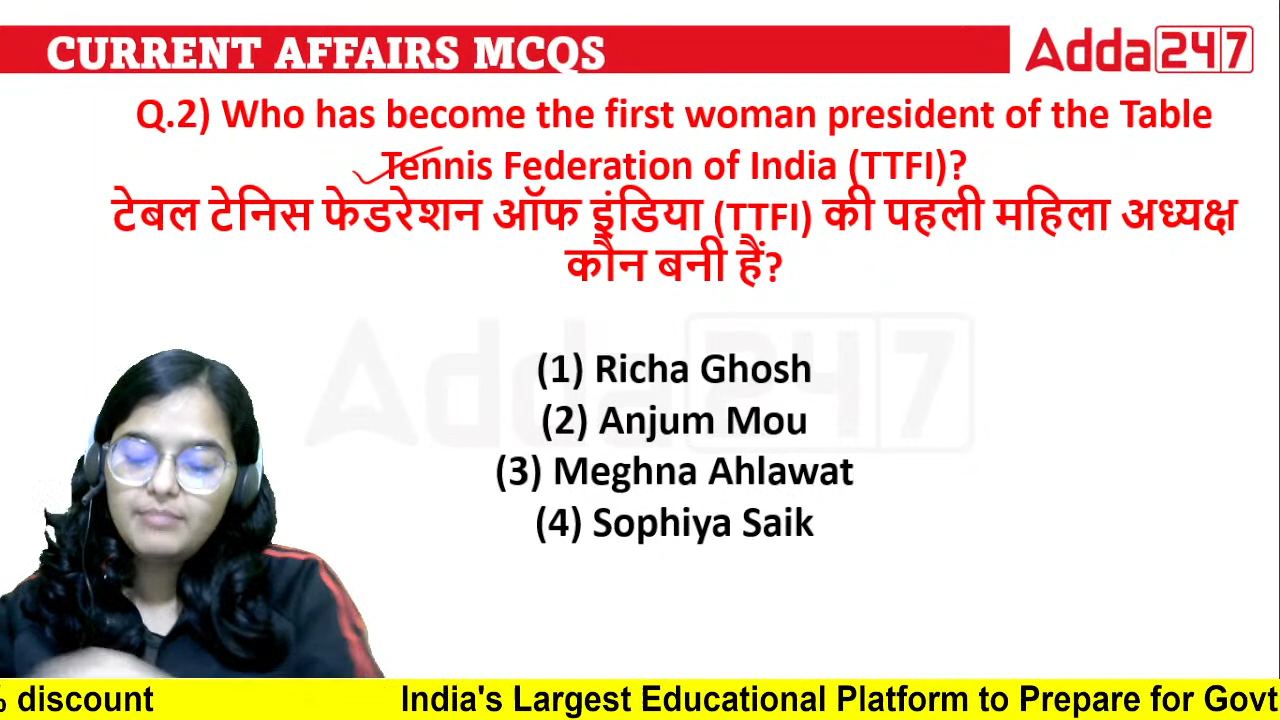 CURRENT AFFAIRS MCQS
Adda247
Q.2) Who has become the first woman president of the Table
Tennis Federation of India (TTFI)?
टेबल टेनिस फेडरेशन ऑफ इंडिया (TTFI) की पहली महिला अध्यक्ष
कौन बनी हैं?
Adda247
(1) Richa Ghosh
(2) Anjum Mou
(3) Meghna Ahlawat
(4) Sophiya Saik
% discount India's Largest Educational Platform to Prepare for Govt